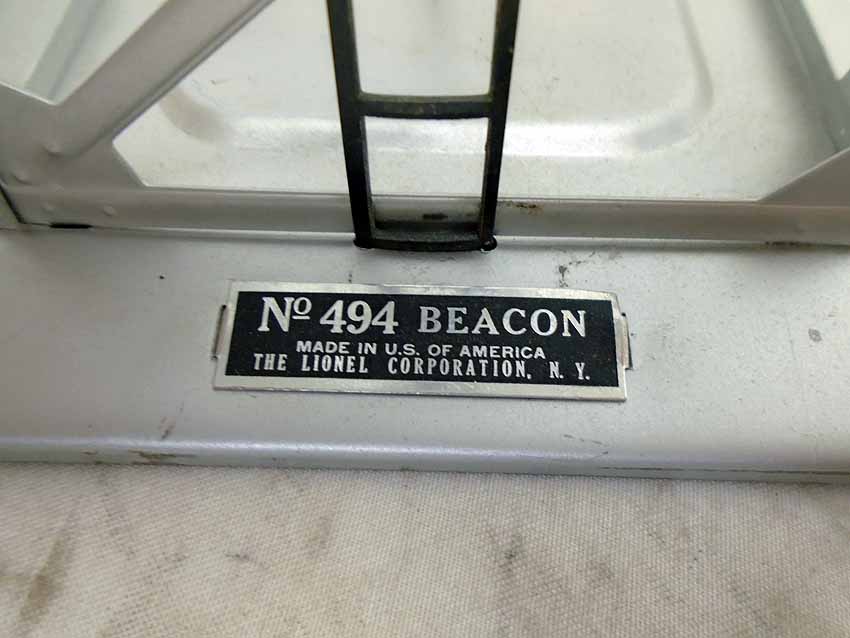 Nº 494 BEACON
MADE IN U.S. OF AMERICA
THE LIONEL CORPORATION, N. Y.